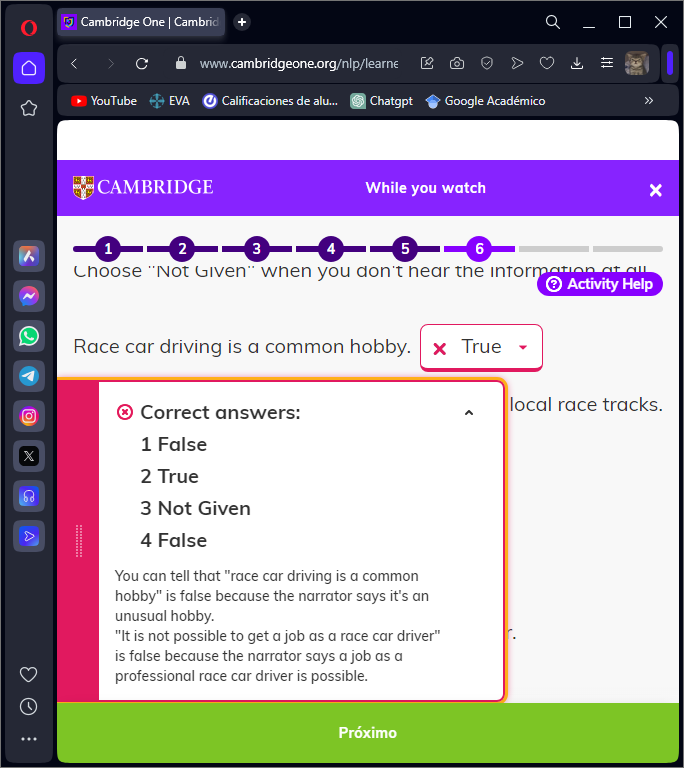 Cambridge One | Cambrid
www.cambridgeone.org/nlp/learne
YouTube
EVA
Calificaciones de alu...
Chatgpt
Google Académico
CAMBRIDGE
While you watch
1
2
3
4
5
6
Choose "Not Given" when you don't hear the information at all.
Activity Help
Race car driving is a common hobby.
True
local race tracks.
Correct answers:
1 False
2 True
3 Not Given
4 False
You can tell that "race car driving is a common
hobby" is false because the narrator says it's an
unusual hobby.
"It is not possible to get a job as a race car driver"
is false because the narrator says a job as a
professional race car driver is possible.
r.
Próximo